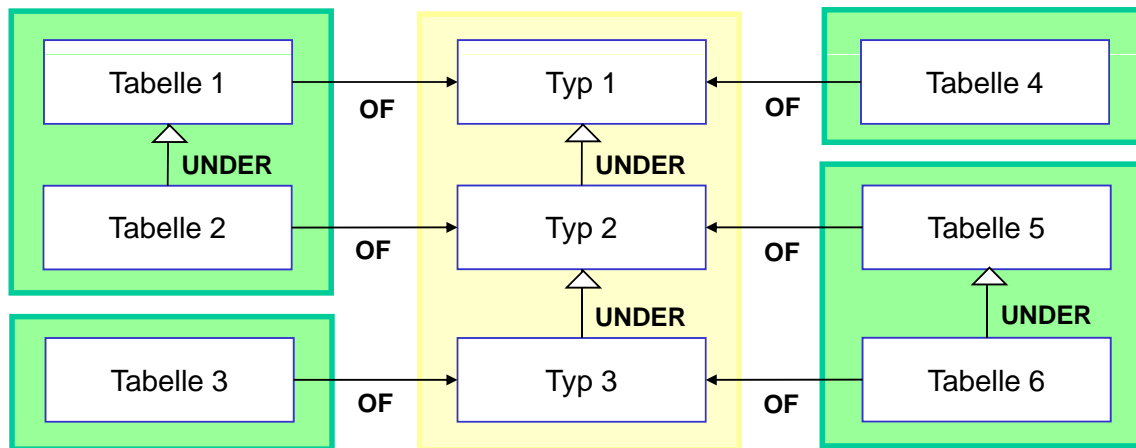 Tabelle 1
OF
Typ 1
OF
Tabelle 4
UNDER
UNDER
Tabelle 2
OF
Typ 2
OF
Tabelle 5
UNDER
UNDER
Tabelle 3
OF
Typ 3
OF
Tabelle 6